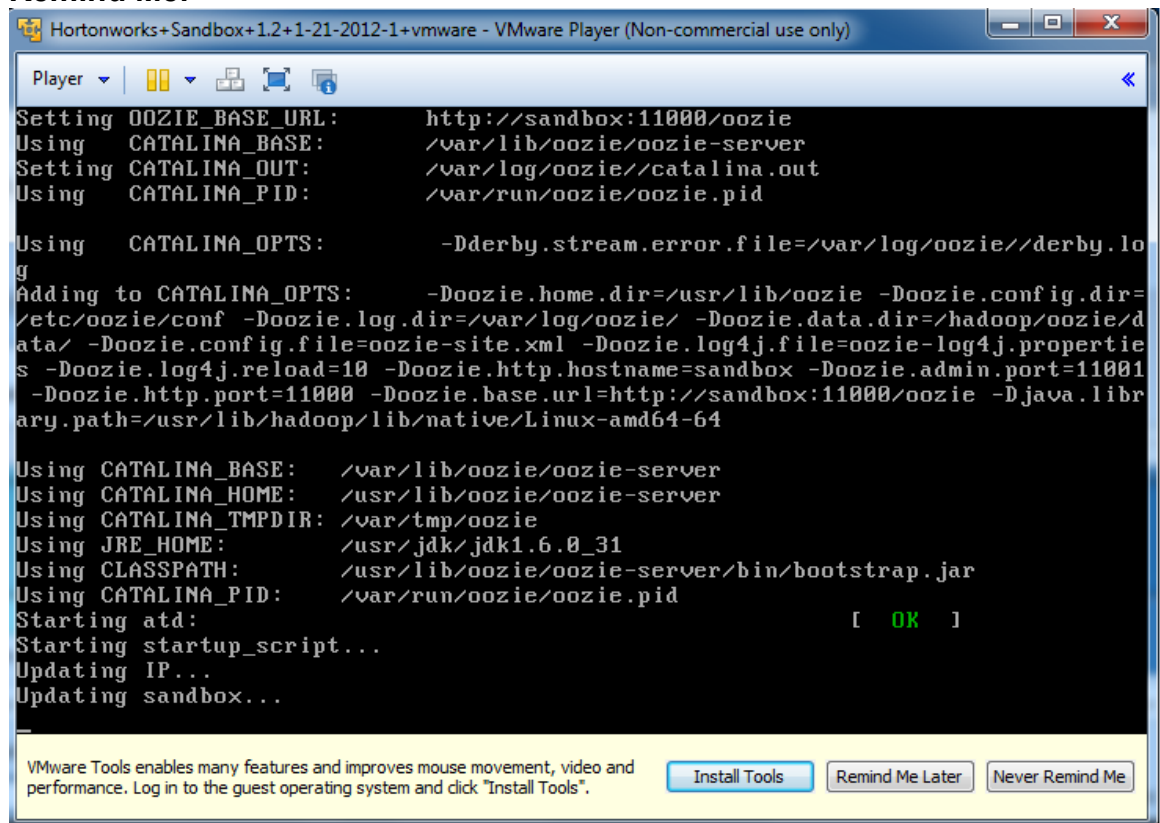 Hortonworks+Sandbox+1.2+1-21-2012-1+vmware - VMware Player (Non-commercial use only)
Player
Setting OOZIE_BASE_URL: http://sandbox:11000/oozie
Using CATALINA_BASE: /var/lib/oozie/oozie-server
Setting CATALINA_OUT: /var/log/oozie//catalina.out
Using CATALINA_PID: /var/run/oozie/oozie.pid
Using CATALINA_OPTS: -Dderby.stream.error.file=/var/log/oozie//derby.lo
g
Adding to CATALINA_OPTS: -Doozie.home.dir=/usr/lib/oozie -Doozie.config.dir=
/etc/oozie/conf -Doozie.log.dir=/var/log/oozie/ -Doozie.data.dir=/hadoop/oozie/d
ata/ -Doozie.config.file=oozie-site.xml -Doozie.log4j.file=oozie-log4j.propertie
s -Doozie.log4j.reload=10 -Doozie.http.hostname=sandbox -Doozie.admin.port=11001
-Doozie.http.port=11000 -Doozie.base.url=http://sandbox:11000/oozie -Djava.libr
ary.path=/usr/lib/hadoop/lib/native/Linux-amd64-64
Using CATALINA_BASE: /var/lib/oozie/oozie-server
Using CATALINA_HOME: /usr/lib/oozie/oozie-server
Using CATALINA_TMPDIR: /var/tmp/oozie
Using JRE_HOME: /usr/jdk/jdk1.6.0_31
Using CLASSPATH: /usr/lib/oozie/oozie-server/bin/bootstrap.jar
Using CATALINA_PID: /var/run/oozie/oozie.pid
Starting atd: [ OK ]
Starting startup_script...
Updating IP...
Updating sandbox...
VMware Tools enables many features and improves mouse movement, video and
performance. Log in to the guest operating system and click "Install Tools".
Install Tools Remind Me Later Never Remind Me